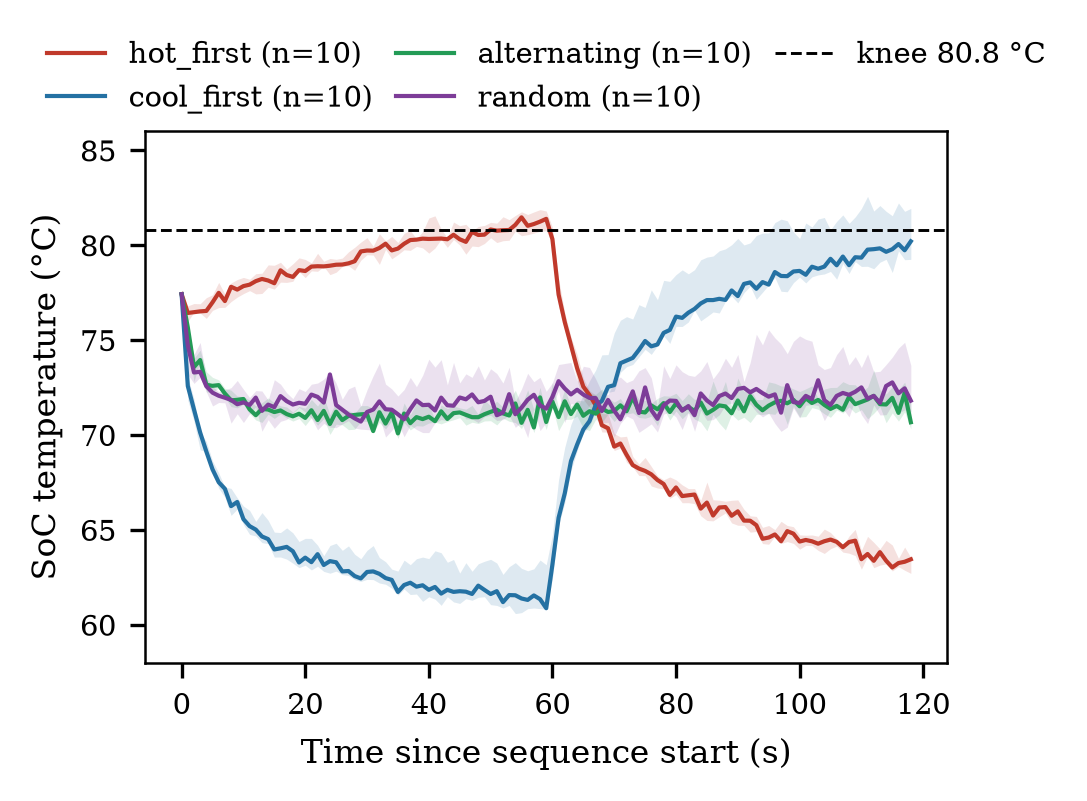 hot_first (n=10) alternating (n=10) knee 80.8 °C
cool_first (n=10) random (n=10)
85
80
75
70
65
60
SoC temperature (°C)
0 20 40 60 80 100 120
Time since sequence start (s)